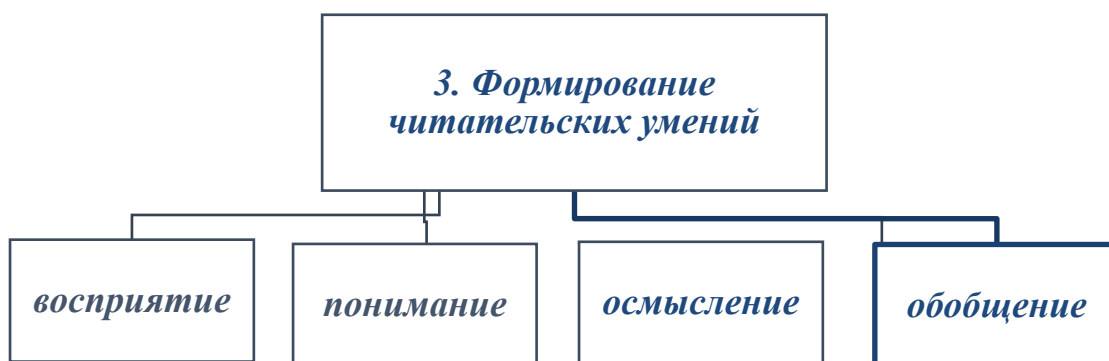 3. Формирование
читательских умений
восприятие
понимание
осмысление
обобщение